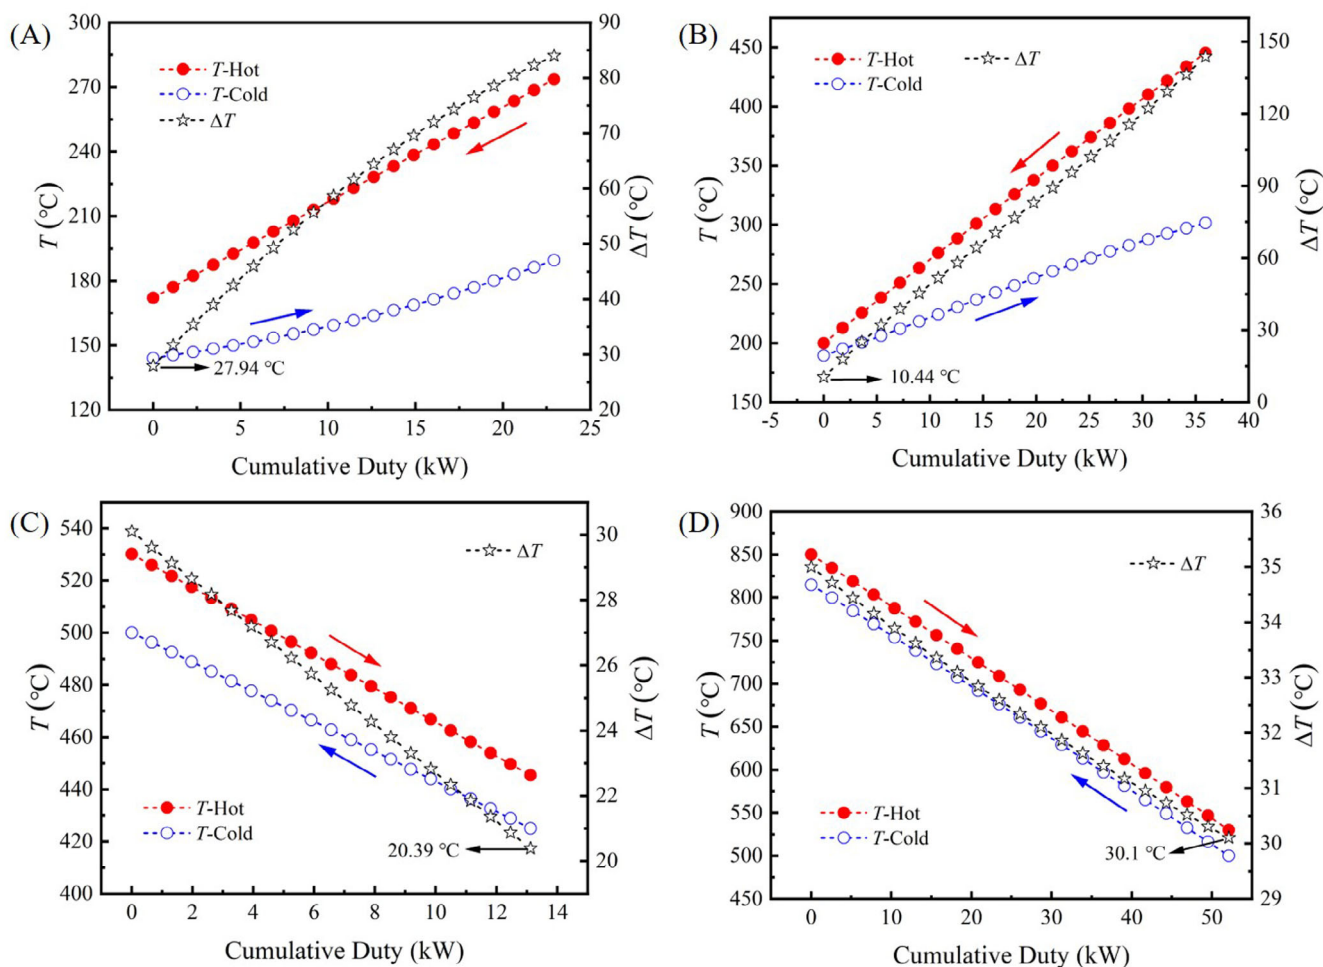 (A)
300
270
240
210
180
150
120
T (℃)
T-Hot
T-Cold
ΔT
27.94 ℃
90
80
70
60
50
40
30
20
ΔT (℃)
0 5 10 15 20 25
Cumulative Duty (kW)
(B)
450
400
350
300
250
200
150
T (℃)
T-Hot
T-Cold
ΔT
10.44 ℃
150
120
90
60
30
0
ΔT (℃)
-5 0 5 10 15 20 25 30 35 40
Cumulative Duty (kW)
(C)
540
520
500
480
460
440
420
400
T (℃)
ΔT
T-Hot
T-Cold
20.39 ℃
30
28
26
24
22
20
ΔT (℃)
0 2 4 6 8 10 12 14
Cumulative Duty (kW)
(D)
900
850
800
750
700
650
600
550
500
450
T (℃)
ΔT
T-Hot
T-Cold
30.1 ℃
36
35
34
33
32
31
30
29
ΔT (℃)
0 10 20 30 40 50
Cumulative Duty (kW)